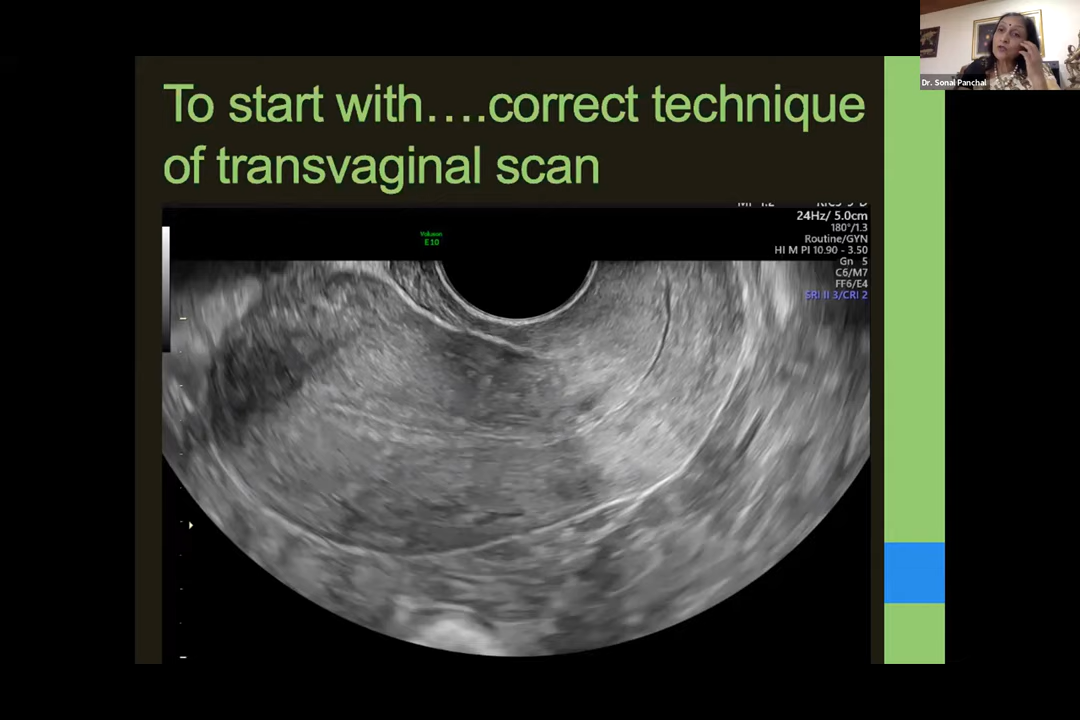 Dr. Sonal Panchal
To start with….correct technique
of transvaginal scan
Voluson
E10
24Hz/ 5.0cm
180°/1.3
Routine/GYN
HI M PI 10.90 - 3.50
Gn 5
C6/M7
FF6/E4
SRI II 3/CRI 2